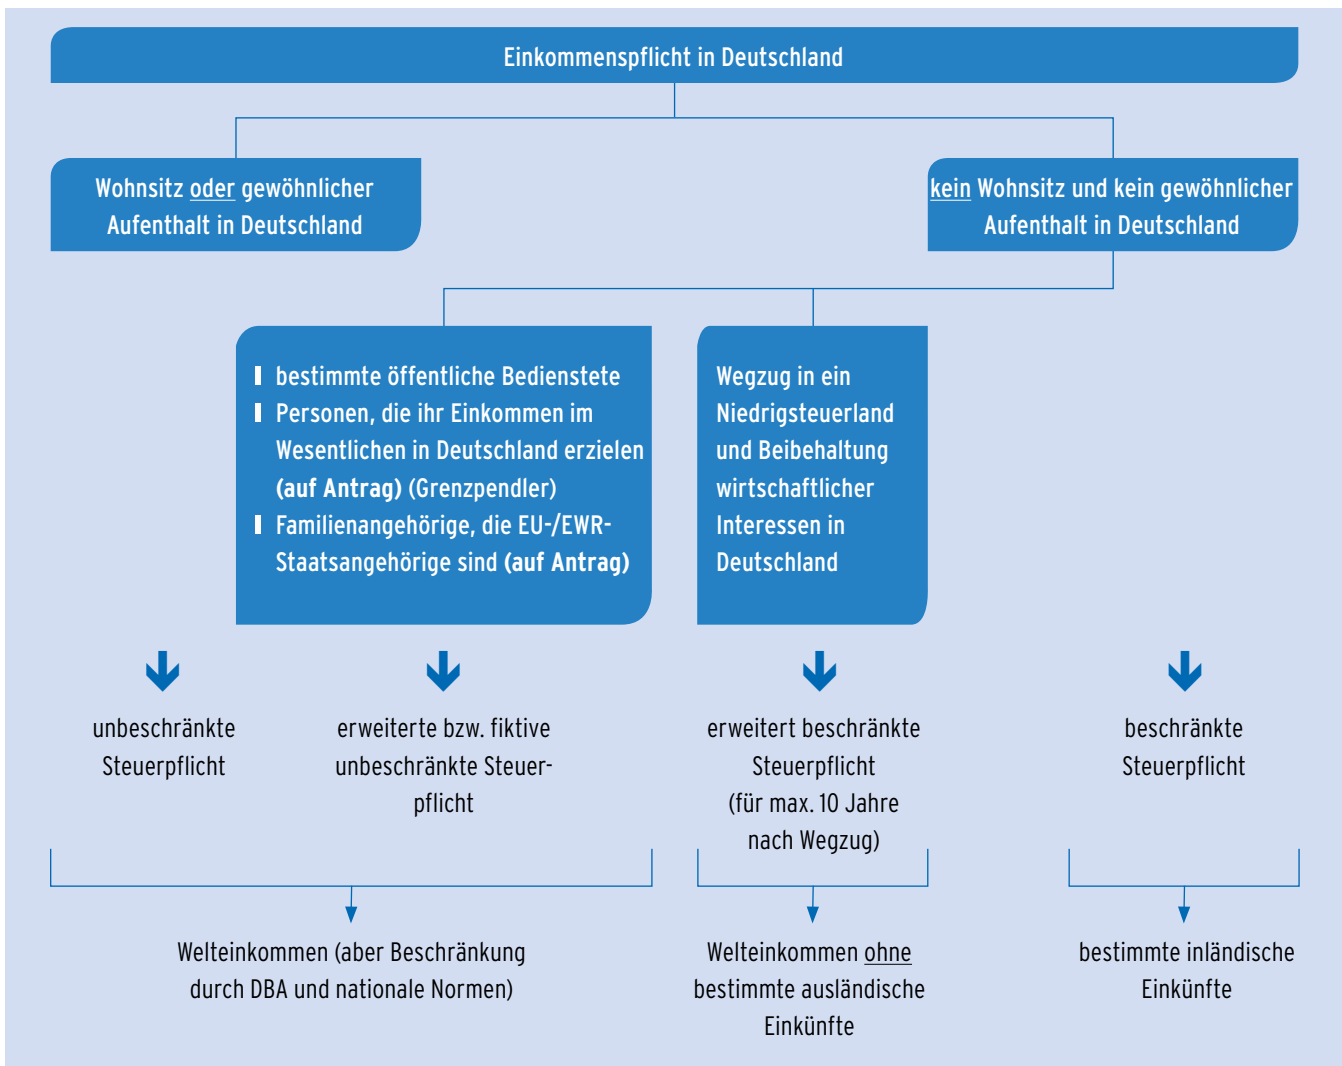 Einkommenspflicht in Deutschland
Wohnsitz oder gewöhnlicher
Aufenthalt in Deutschland
kein Wohnsitz und kein gewöhnlicher
Aufenthalt in Deutschland
bestimmte öffentliche Bedienstete
Personen, die ihr Einkommen im
Wesentlichen in Deutschland erzielen
(auf Antrag) (Grenzpendler)
Familienangehörige, die EU-/EWR-
Staatsangehörige sind (auf Antrag)
Wegzug in ein
Niedrigsteuerland
und Beibehaltung
wirtschaftlicher
Interessen in
Deutschland
unbeschränkte
Steuerpflicht
erweiterte bzw. fiktive
unbeschränkte Steuer-
pflicht
erweitert beschränkte
Steuerpflicht
(für max. 10 Jahre
nach Wegzug)
beschränkte
Steuerpflicht
Welteinkommen (aber Beschränkung
durch DBA und nationale Normen)
Welteinkommen ohne
bestimmte ausländische
Einkünfte
bestimmte inländische
Einkünfte